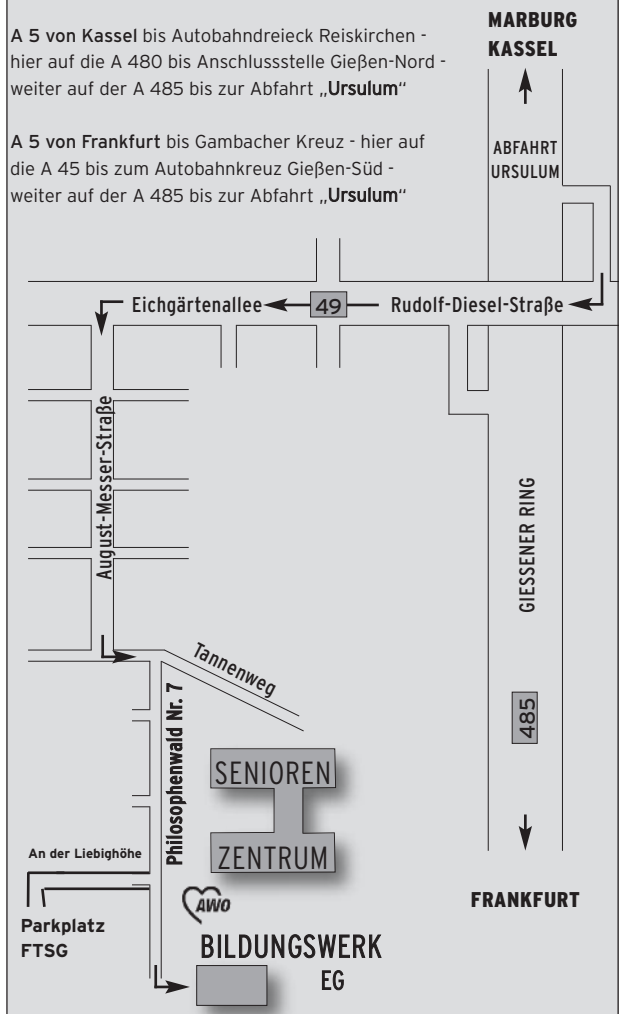 A 5 von Kassel bis Autobahndreieck Reiskirchen -
hier auf die A 480 bis Anschlussstelle Gießen-Nord -
weiter auf der A 485 bis zur Abfahrt „Ursulum“
A 5 von Frankfurt bis Gambacher Kreuz - hier auf
die A 45 bis zum Autobahnkreuz Gießen-Süd -
weiter auf der A 485 bis zur Abfahrt „Ursulum“
MARBURG
KASSEL
ABFAHRT
URSULUM
Eichgärtenallee
49
Rudolf-Diesel-Straße
August-Messer-Straße
GIESSENER RING
485
Tannenweg
Philosophenwald Nr. 7
SENIOREN
ZENTRUM
An der Liebighöhe
Parkplatz
FTSG
AWO
BILDUNGSWERK
EG
FRANKFURT